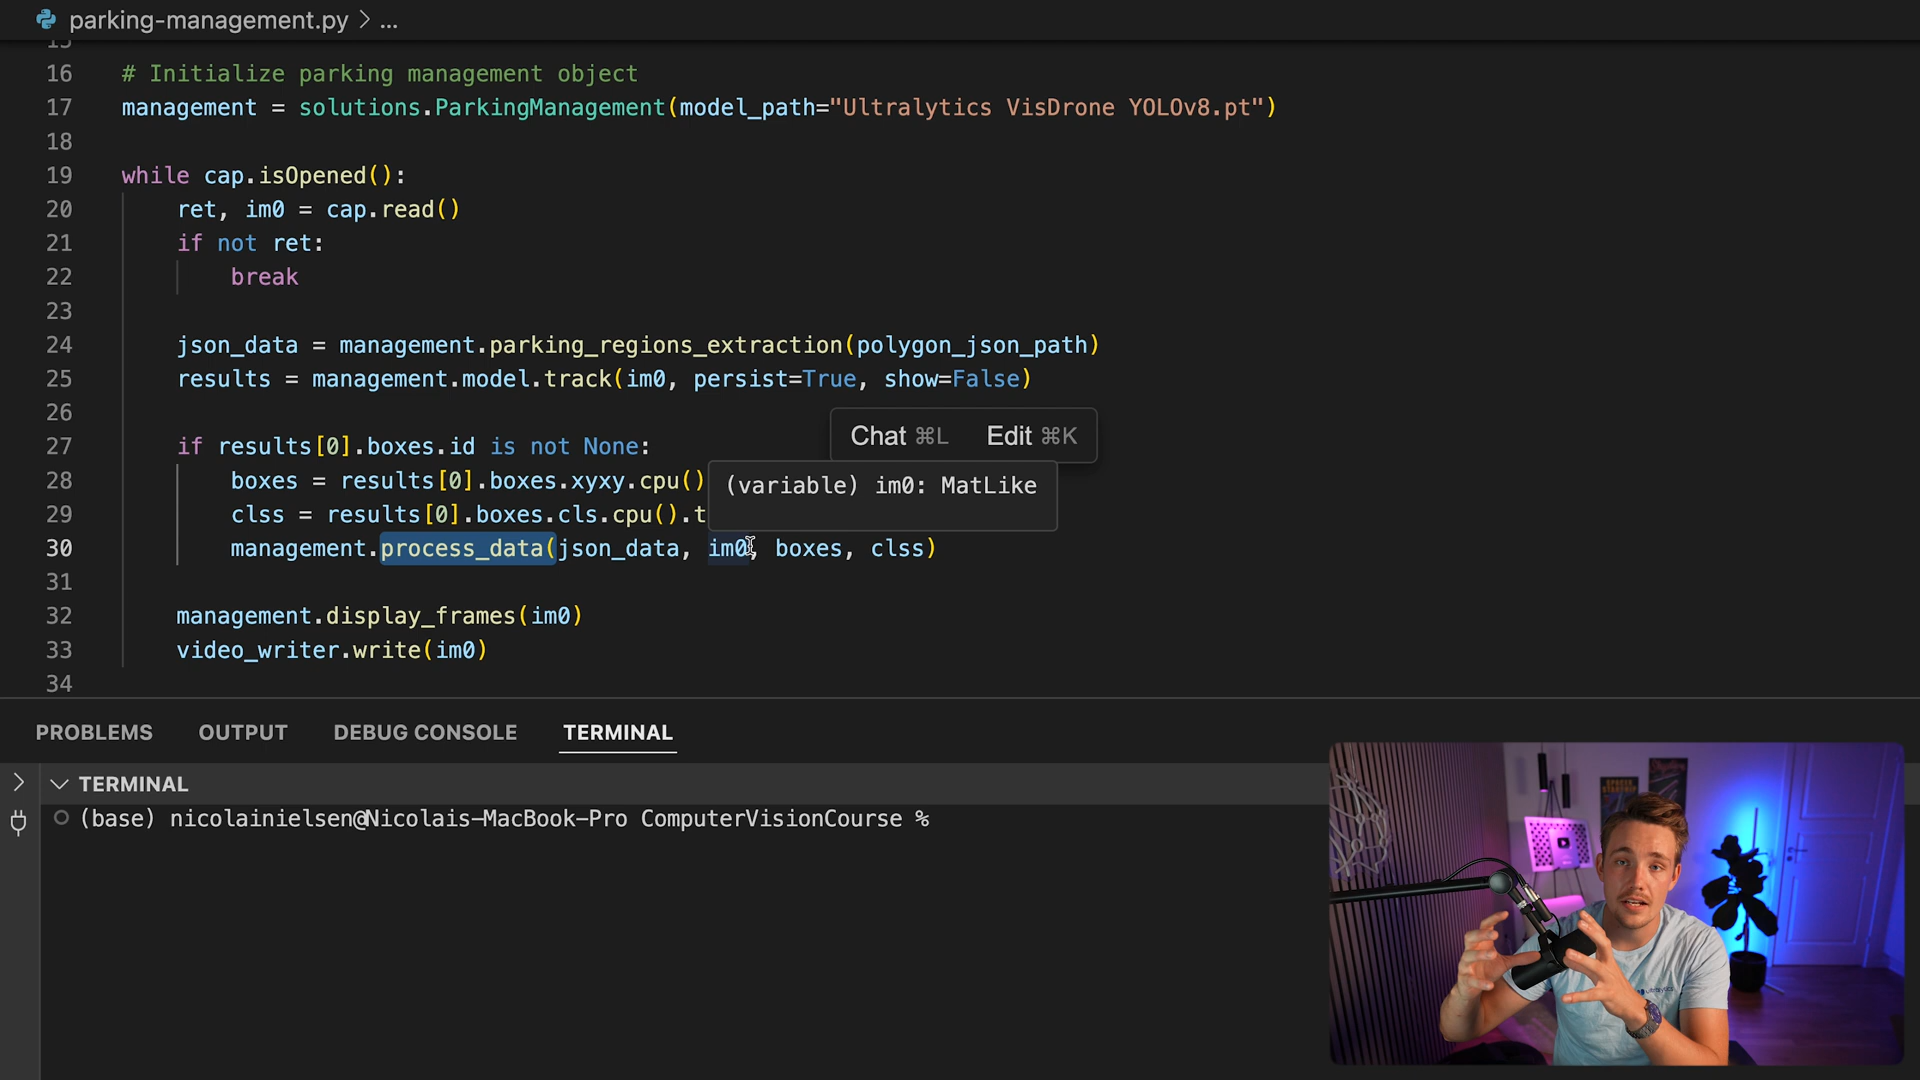 parking-management.py > ...
15
16 # Initialize parking management object
17 management = solutions.ParkingManagement(model_path="Ultralytics VisDrone YOLOv8.pt")
18
19 while cap.isOpened():
20 ret, im0 = cap.read()
21 if not ret:
22 break
23
24 json_data = management.parking_regions_extraction(polygon_json_path)
25 results = management.model.track(im0, persist=True, show=False)
26
Chat ⌘L Edit ⌘K
27 if results[0].boxes.id is not None:
28 boxes = results[0].boxes.xyxy.cpu()
(variable) im0: MatLike
29 clss = results[0].boxes.cls.cpu().t
30 management.process_data(json_data, im0, boxes, clss)
31
32 management.display_frames(im0)
33 video_writer.write(im0)
34
PROBLEMS OUTPUT DEBUG CONSOLE TERMINAL
TERMINAL
(base) nicolainielsen@Nicolais-MacBook-Pro ComputerVisionCourse %
ultralytics